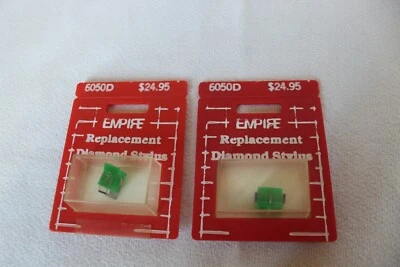 6050D $24.95
EMPIRE
Replacement
Diamond Stylus
6050D $24.95
EMPIRE
Replacement
Diamond Stylus